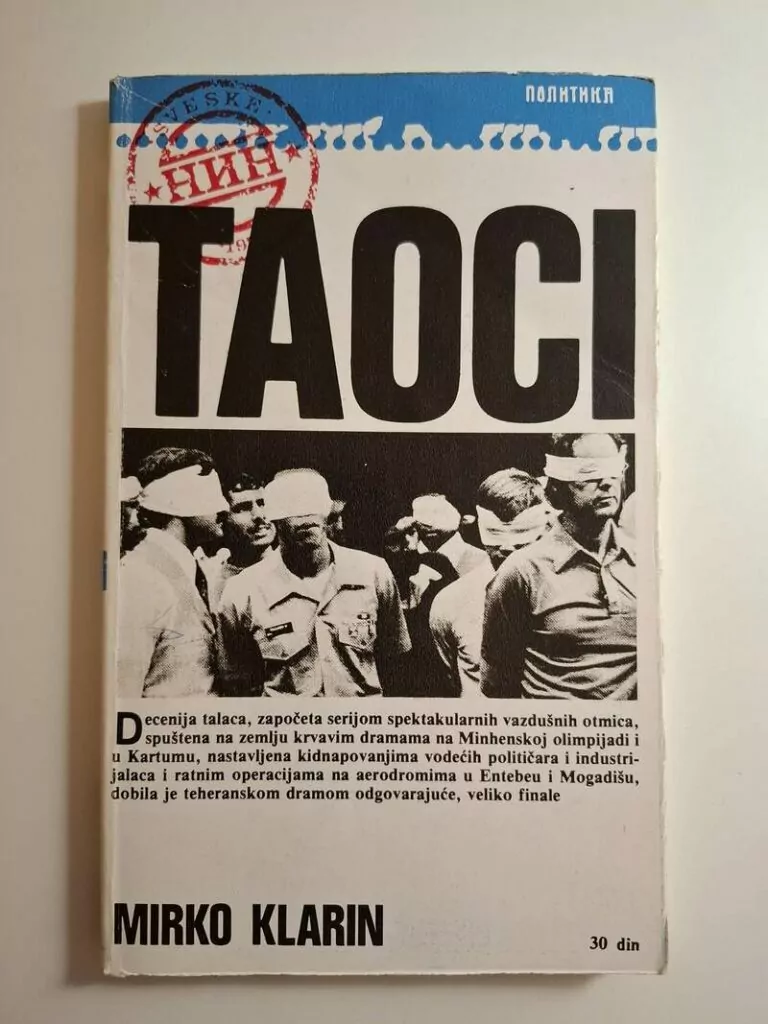 ПОЛИТИКА
SVESKE
НИН
TAOCI
Decenija talaca, započeta serijom spektakularnih vazdušnih otmica,
spuštena na zemlju krvavim dramama na Minhenskoj olimpijadi i
u Kartumu, nastavljena kidnapovanjima vodećih političara i industri-
jalaca i ratnim operacijama na aerodromima u Entebeu i Mogadišu,
dobila je teheranskom dramom odgovarajuće, veliko finale
MIRKO KLARIN
30 din